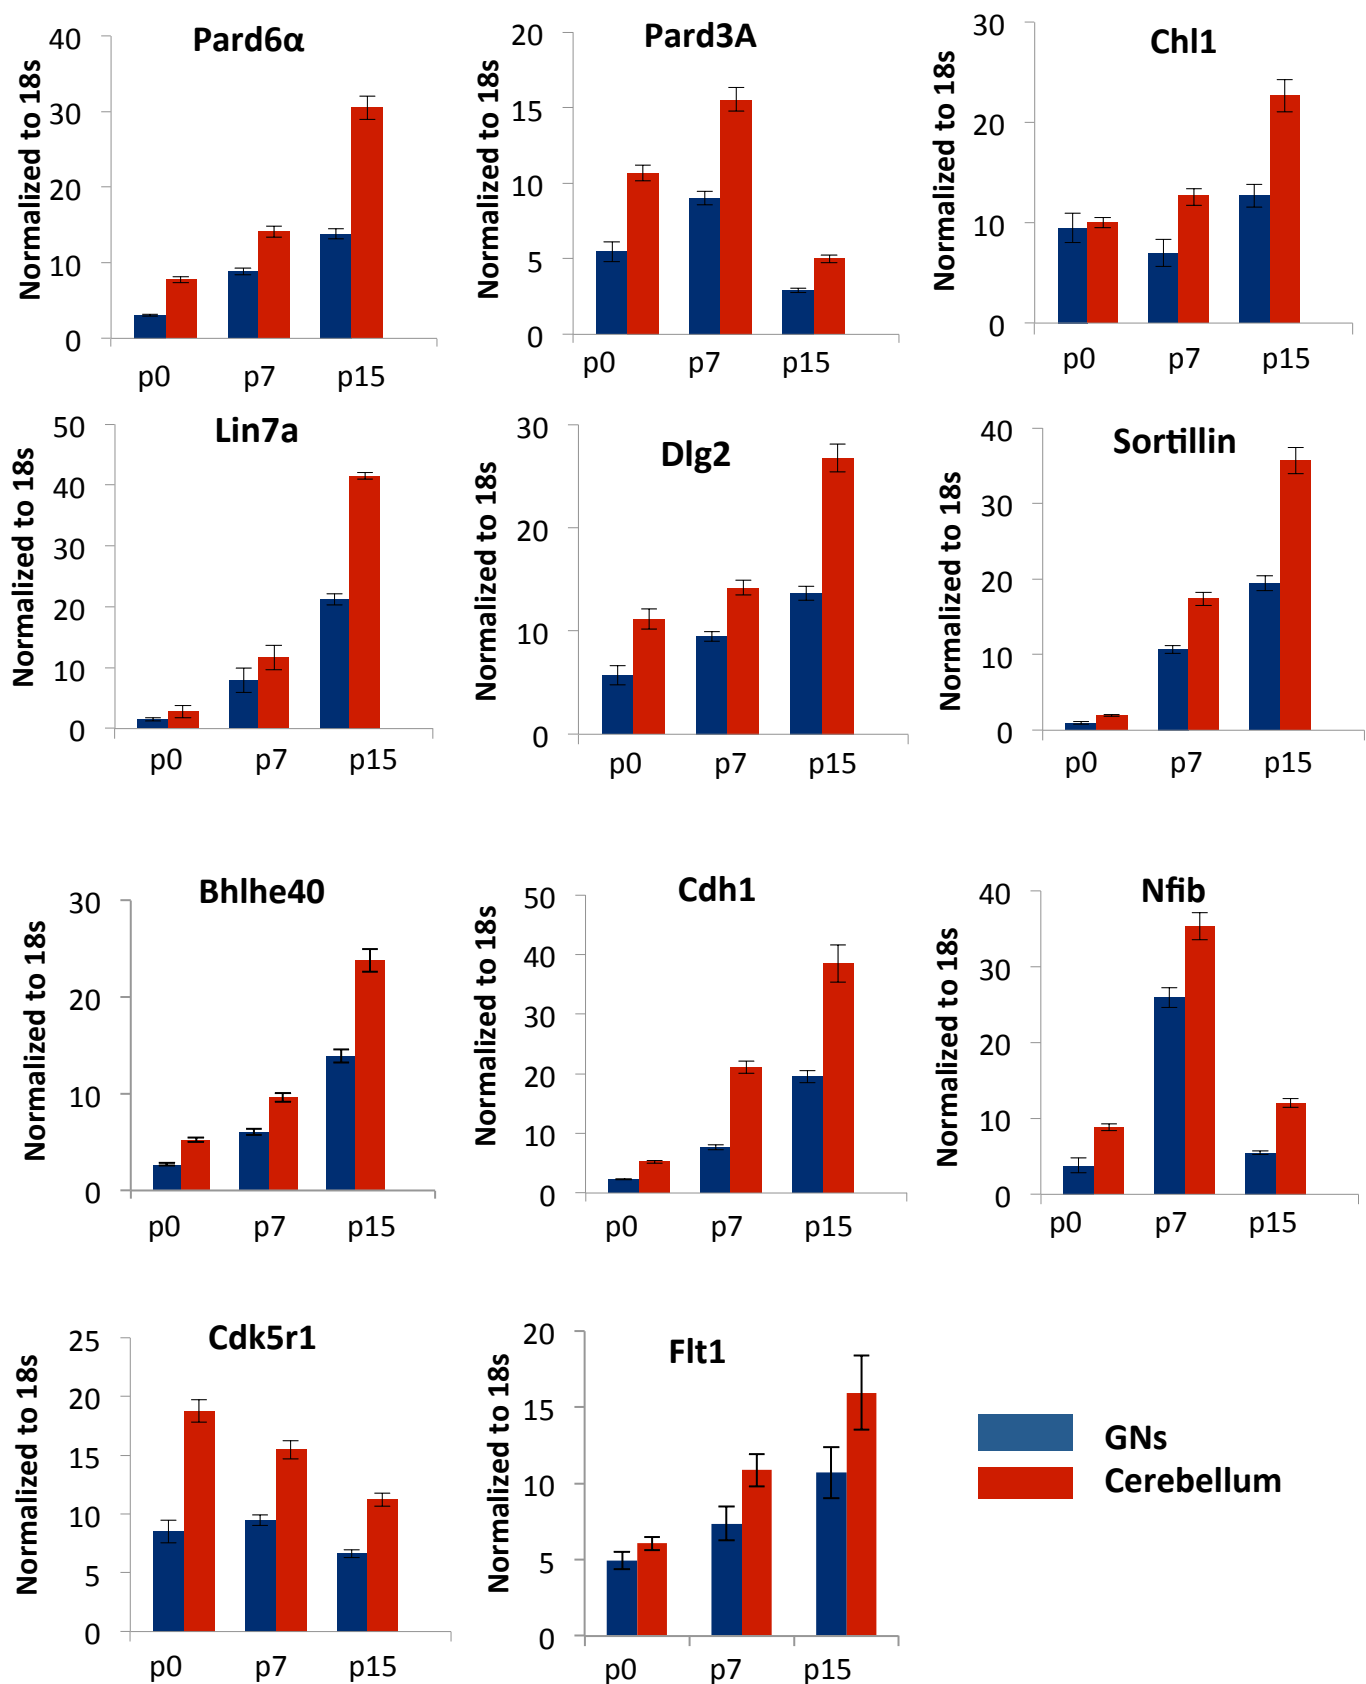 Pard6α
Normalized to 18s
40
30
20
10
0
p0 p7 p15
Pard3A
Normalized to 18s
20
15
10
5
0
p0 p7 p15
Chl1
Normalized to 18s
30
20
10
0
p0 p7 p15
Lin7a
Normalized to 18s
50
40
30
20
10
0
p0 p7 p15
Dlg2
Normalized to 18s
30
20
10
0
p0 p7 p15
Sortillin
Normalized to 18s
40
30
20
10
0
p0 p7 p15
Bhlhe40
Normalized to 18s
30
20
10
0
p0 p7 p15
Cdh1
Normalized to 18s
50
40
30
20
10
0
p0 p7 p15
Nfib
Normalized to 18s
40
30
20
10
0
p0 p7 p15
Cdk5r1
Normalized to 18s
25
20
15
10
5
0
p0 p7 p15
Flt1
Normalized to 18s
20
15
10
5
0
p0 p7 p15
GNs
Cerebellum